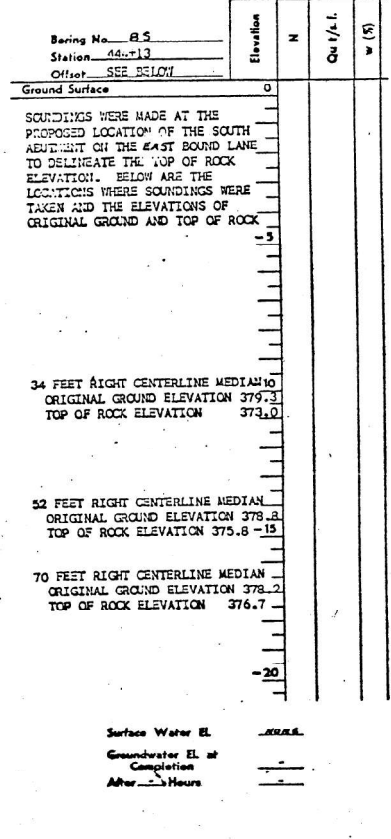 Boring No. 8S
Station 44+13
Offset SEE BELOW
Elevation
N
Qu t/s.f.
w (%)
Ground Surface 0
SOUNDINGS WERE MADE AT THE
PROPOSED LOCATION OF THE SOUTH
ABUTMENT ON THE EAST BOUND LANE
TO DELINEATE THE TOP OF ROCK
ELEVATION. BELOW ARE THE
LOCATIONS WHERE SOUNDINGS WERE
TAKEN AND THE ELEVATIONS OF
ORIGINAL GROUND AND TOP OF ROCK
-5
34 FEET RIGHT CENTERLINE MEDIAN 10
ORIGINAL GROUND ELEVATION 379.3
TOP OF ROCK ELEVATION 373.0
52 FEET RIGHT CENTERLINE MEDIAN
ORIGINAL GROUND ELEVATION 378.8
TOP OF ROCK ELEVATION 375.8 -15
70 FEET RIGHT CENTERLINE MEDIAN
ORIGINAL GROUND ELEVATION 378.2
TOP OF ROCK ELEVATION 376.7
-20
Surface Water El. NONE
Groundwater El. at
Completion -
After - Hours -